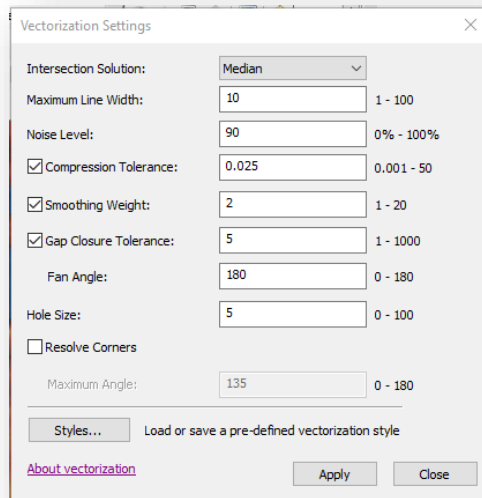 Vectorization Settings
Intersection Solution: Median
Maximum Line Width: 10 1 - 100
Noise Level: 90 0% - 100%
Compression Tolerance: 0.025 0.001 - 50
Smoothing Weight: 2 1 - 20
Gap Closure Tolerance: 5 1 - 1000
Fan Angle: 180 0 - 180
Hole Size: 5 0 - 100
Resolve Corners
Maximum Angle: 135 0 - 180
Styles... Load or save a pre-defined vectorization style
About vectorization Apply Close